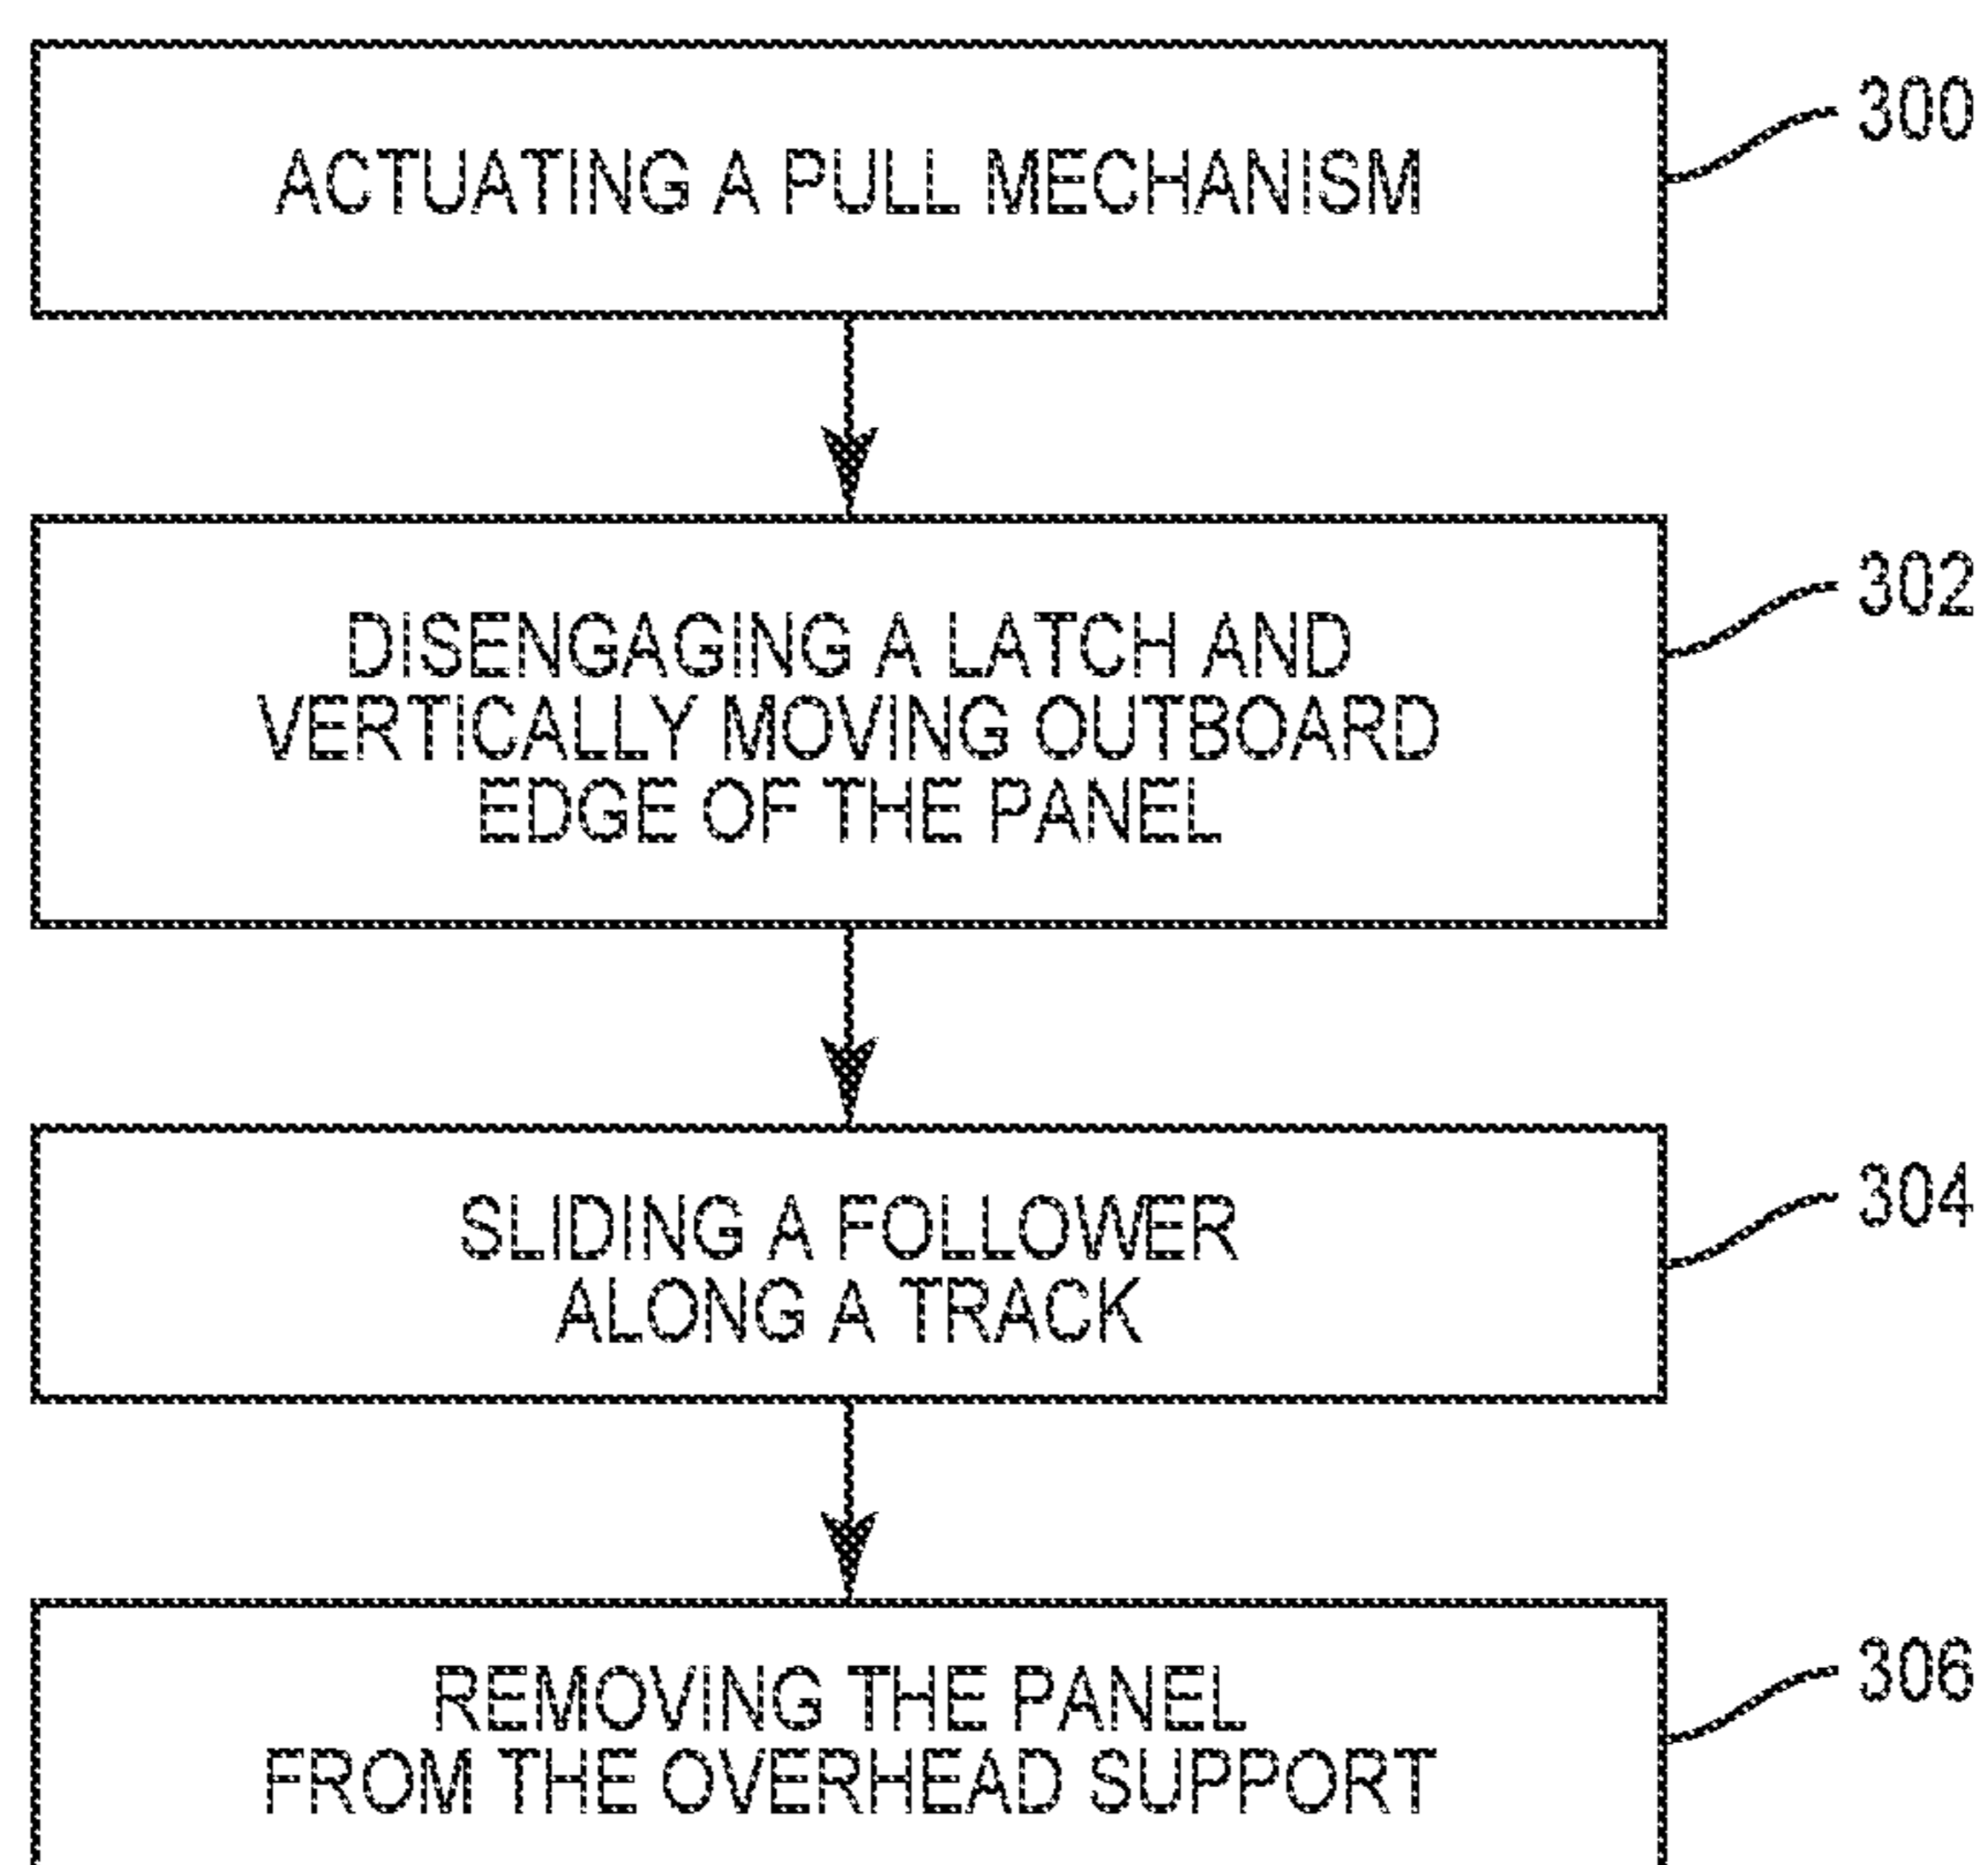 ACTUATING A PULL MECHANISM
300
DISENGAGING A LATCH AND
VERTICALLY MOVING OUTBOARD
EDGE OF THE PANEL
302
SLIDING A FOLLOWER
ALONG A TRACK
304
REMOVING THE PANEL
FROM THE OVERHEAD SUPPORT
306